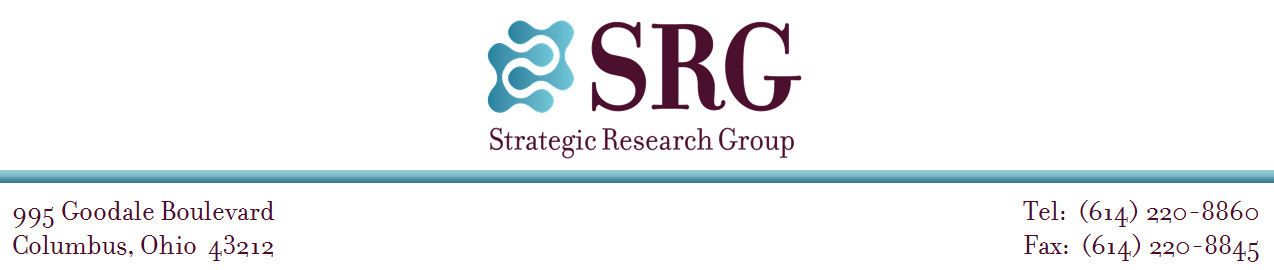 SRG
Strategic Research Group
995 Goodale Boulevard
Columbus, Ohio 43212
Tel: (614) 220-8860
Fax: (614) 220-8845